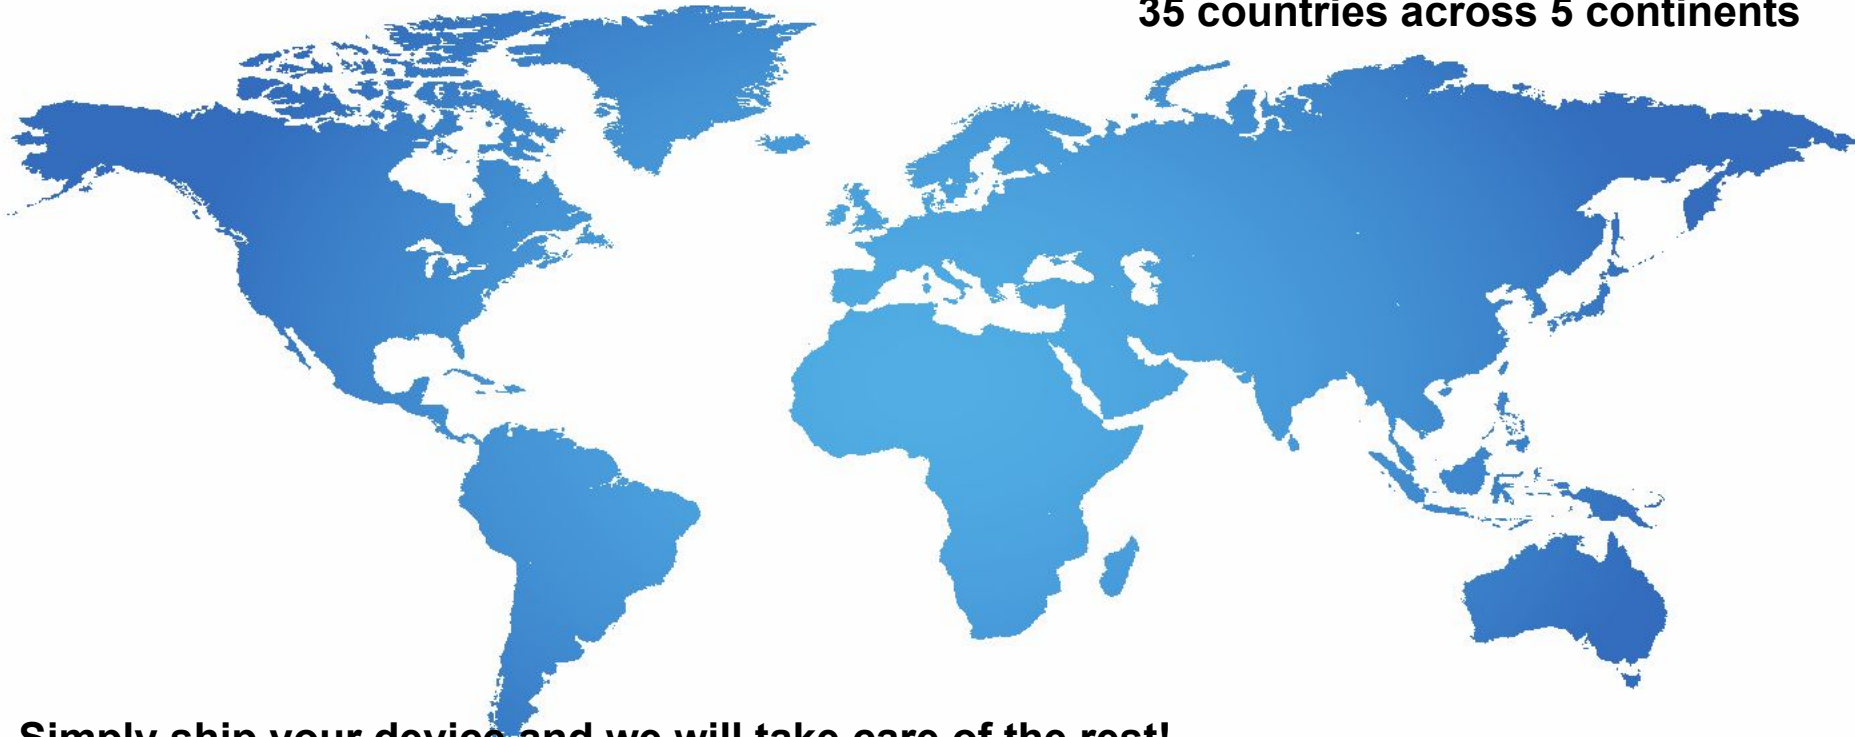 35 countries across 5 continents
Simply ship your device and we will take care of the rest!